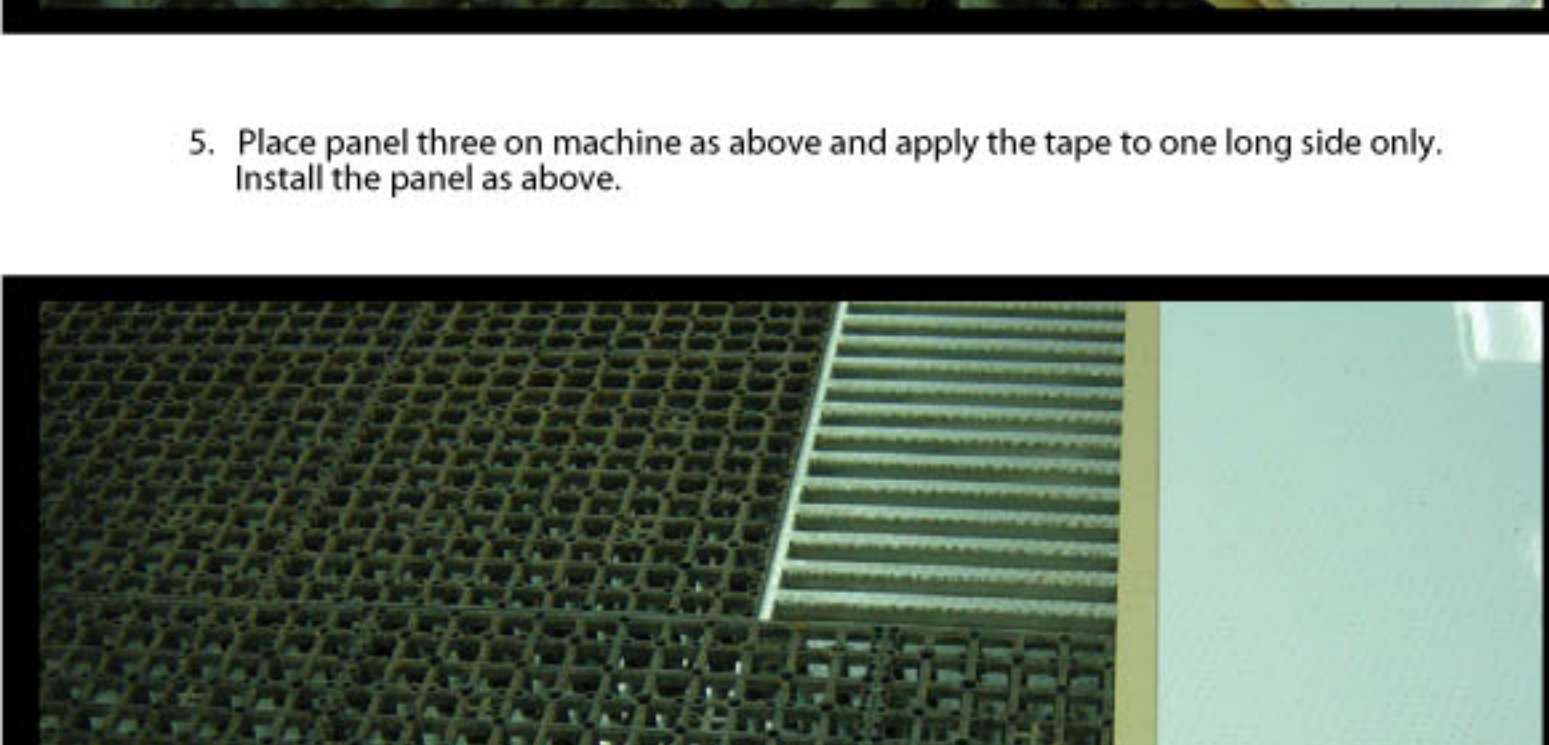 5. Place panel three on machine as above and apply the tape to one long side only.
Install the panel as above.